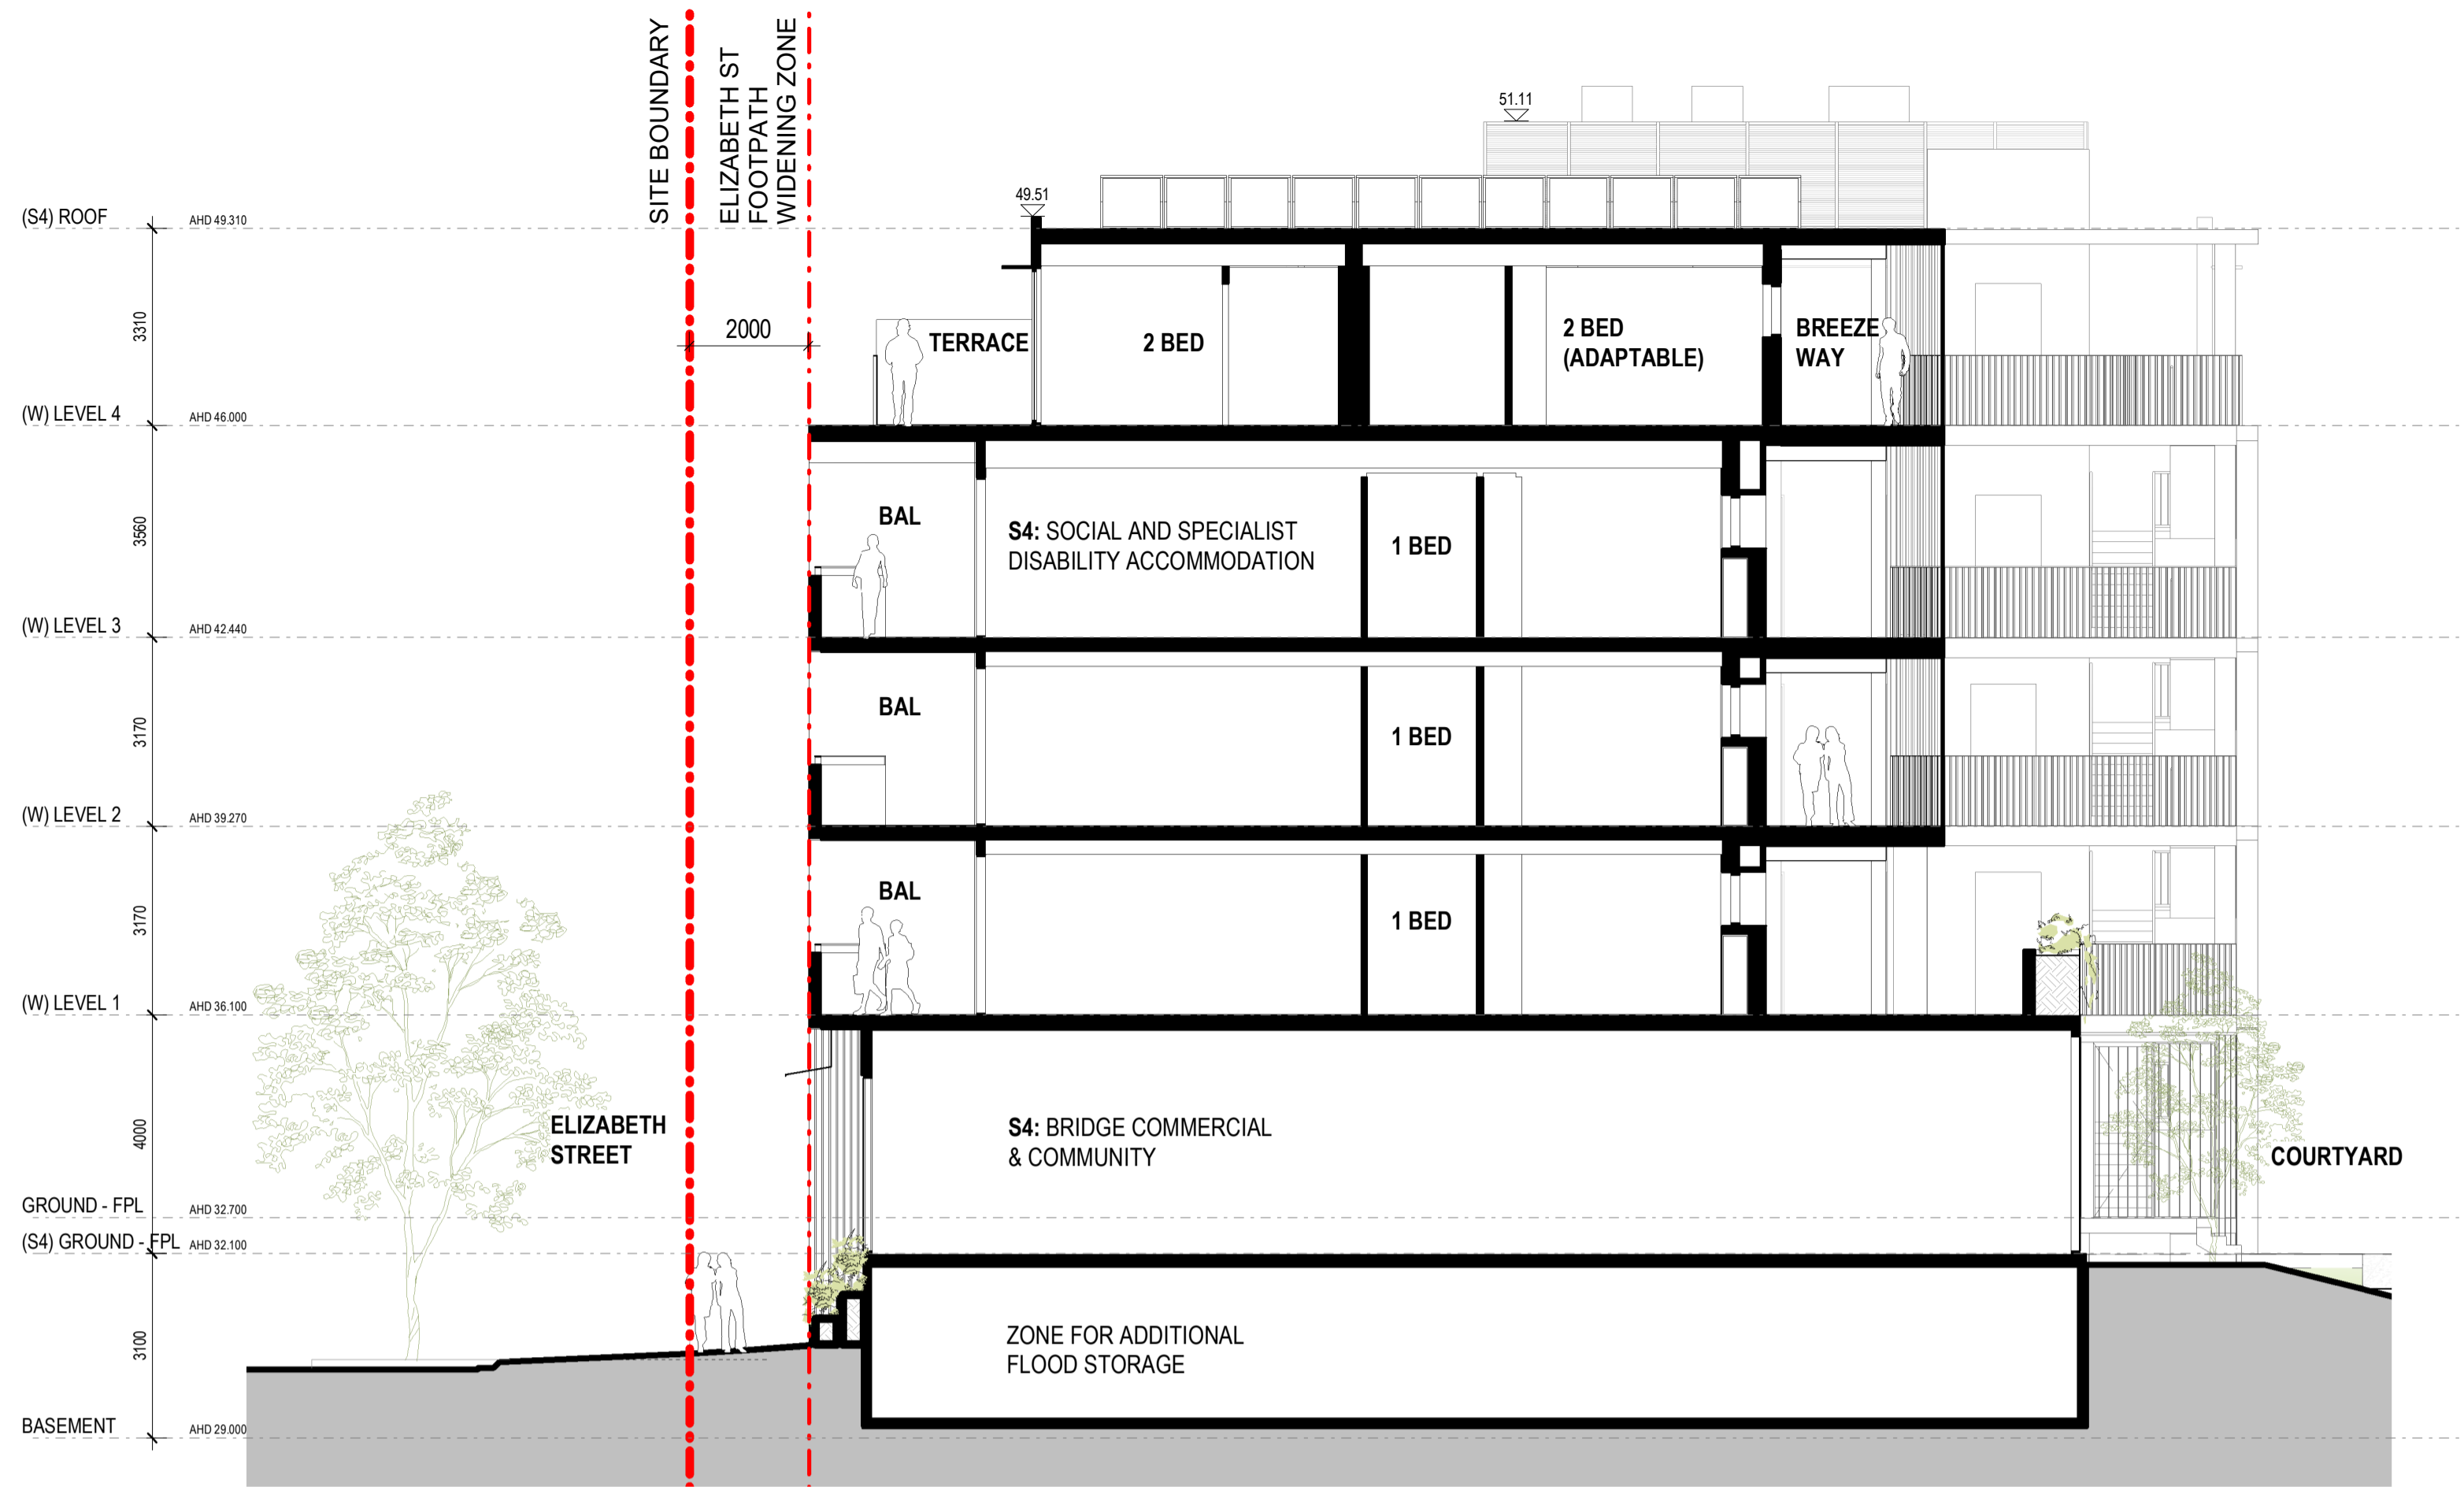 SITE BOUNDARY
ELIZABETH ST
FOOTPATH
WIDENING ZONE
51.11
49.51
(S4) ROOF
AHD 49.310
3310
2000
TERRACE
2 BED
2 BED
(ADAPTABLE)
BREEZE
WAY
(W) LEVEL 4
AHD 46.000
3560
BAL
S4: SOCIAL AND SPECIALIST
DISABILITY ACCOMMODATION
1 BED
(W) LEVEL 3
AHD 42.440
3170
BAL
1 BED
(W) LEVEL 2
AHD 39.270
3170
BAL
1 BED
(W) LEVEL 1
AHD 36.100
4000
ELIZABETH
STREET
S4: BRIDGE COMMERCIAL
& COMMUNITY
COURTYARD
GROUND - FPL
AHD 32.700
(S4) GROUND - FPL
AHD 32.100
3100
ZONE FOR ADDITIONAL
FLOOD STORAGE
BASEMENT
AHD 29.000